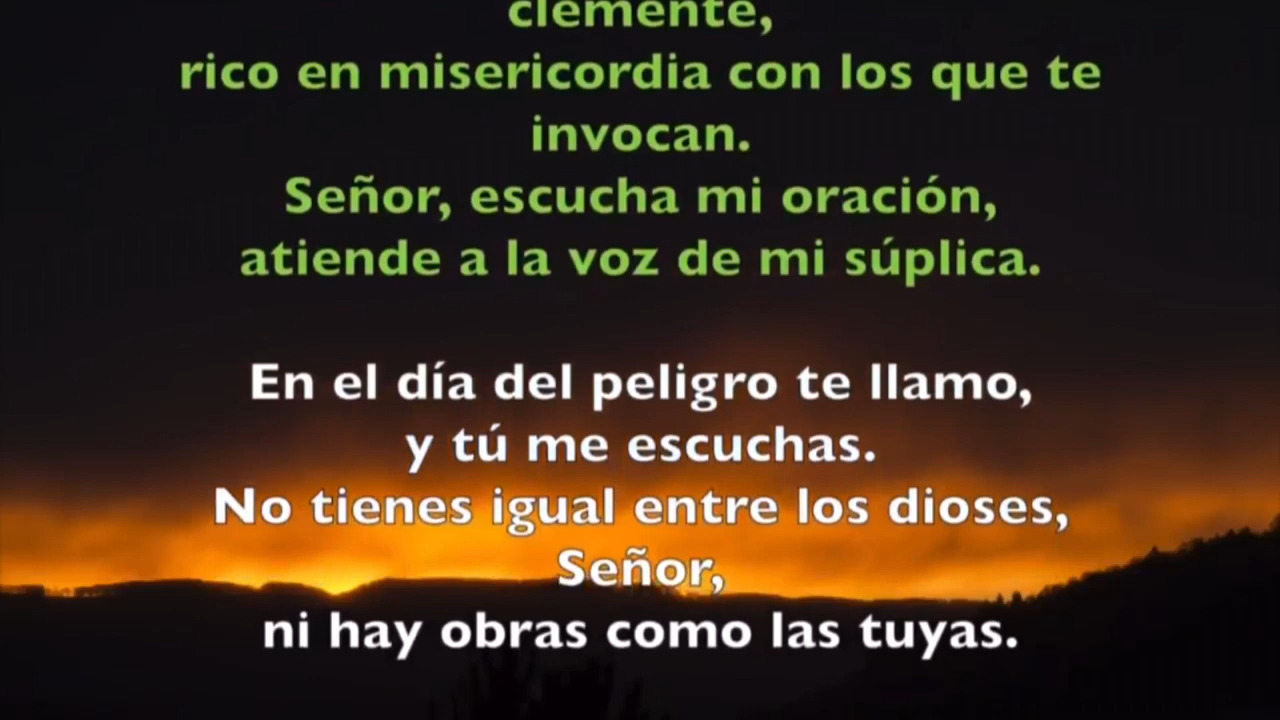 clemente,
rico en misericordia con los que te
invocan.
Señor, escucha mi oración,
atiende a la voz de mi súplica.
En el día del peligro te llamo,
y tú me escuchas.
No tienes igual entre los dioses,
Señor,
ni hay obras como las tuyas.